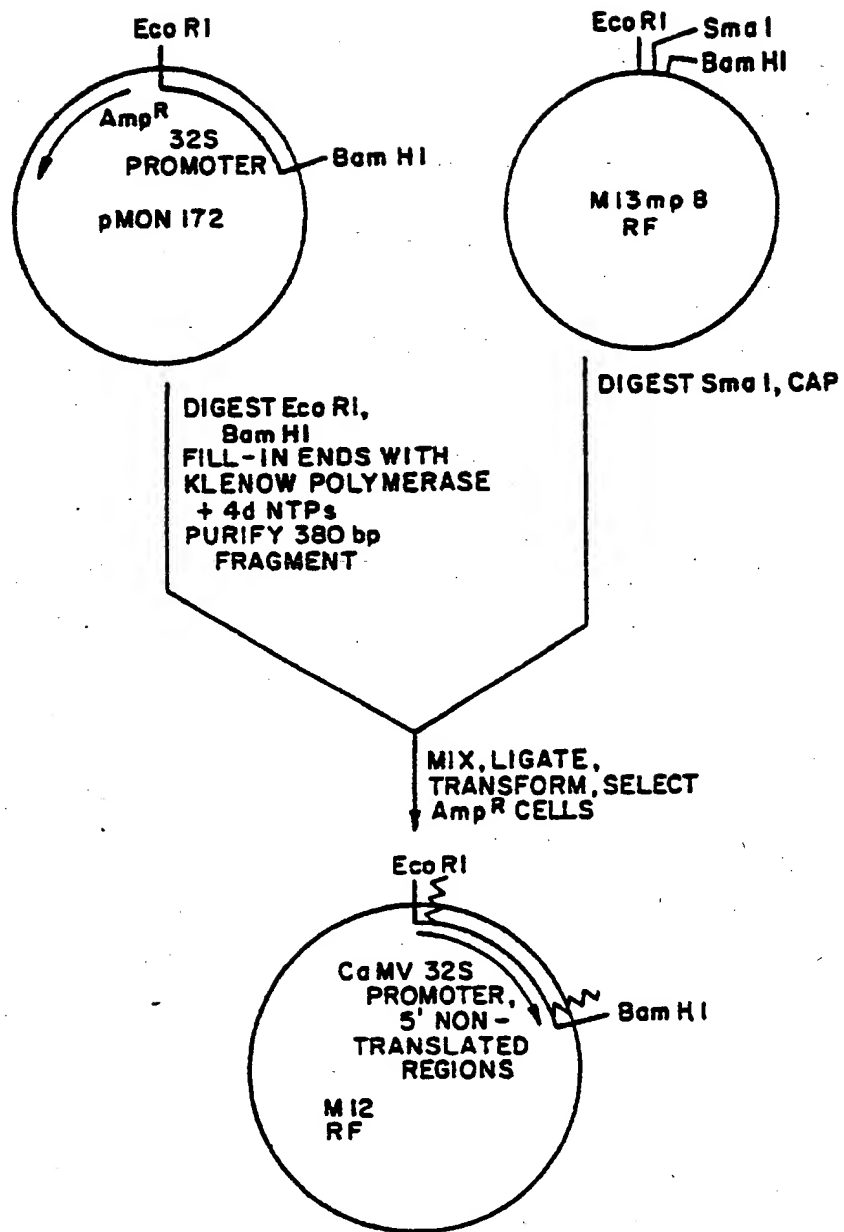 Eco RI
Amp R
32S
PROMOTER
Bam HI
pMON 172
Eco RI
Sma I
Bam HI
M13mp 8
RF
DIGEST Eco RI,
Bam HI
FILL-IN ENDS WITH
KLENOW POLYMERASE
+ 4d NTPs
PURIFY 380 bp
FRAGMENT
DIGEST Sma I, CAP
MIX, LIGATE,
TRANSFORM, SELECT
Amp R CELLS
Eco RI
CaMV 32S
PROMOTER,
5' NON-
TRANSLATED
REGIONS
Bam HI
M12
RF